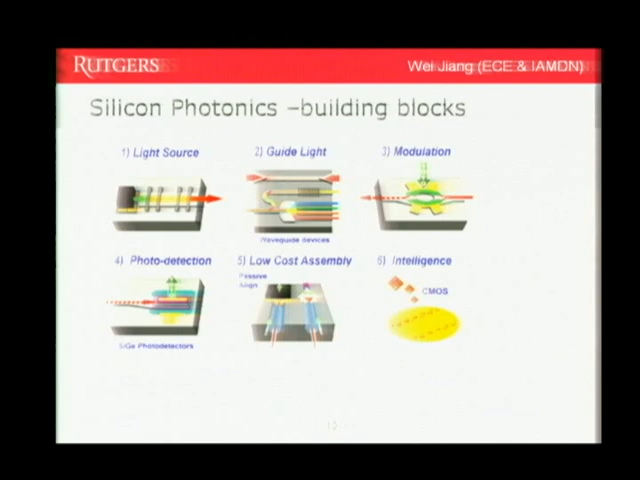 RUTGERS
Wei Jiang (ECE & IAMDN)
Silicon Photonics –building blocks
1) Light Source
2) Guide Light
3) Modulation
Waveguide devices
4) Photo-detection
5) Low Cost Assembly
6) Intelligence
Passive
Align
CMOS
SiGe Photodetectors